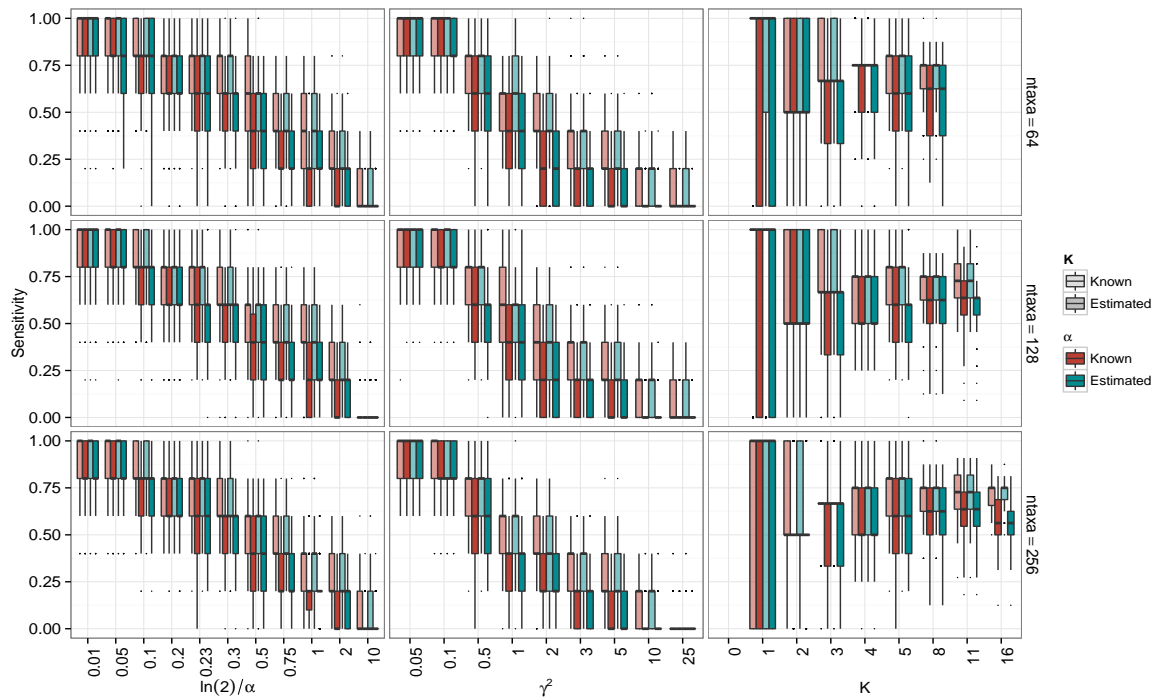 1.00
0.75
0.50
0.25
0.00
ntaxa = 64
1.00
0.75
0.50
0.25
0.00
ntaxa = 128
Sensitivity
1.00
0.75
0.50
0.25
0.00
ntaxa = 256
0.01 0.05 0.1 0.2 0.23 0.3 0.5 0.75 1 2 10
0.05 0.1 0.5 1 2 3 5 10 25
0 1 2 3 4 5 8 11 16
ln(2)/α
γ²
K
K
Known
Estimated
α
Known
Estimated